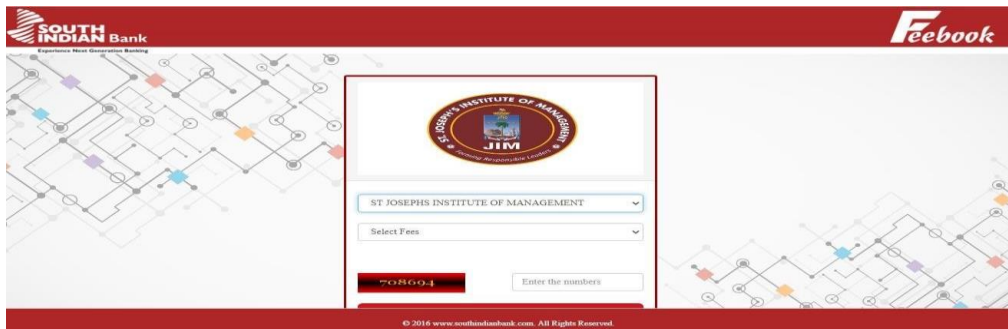 SOUTH
INDIAN Bank
Experience Next Generation Banking
Feebook
ST JOSEPH'S INSTITUTE OF MANAGEMENT
JIM
Forming Responsible Leaders
ST JOSEPHS INSTITUTE OF MANAGEMENT
Select Fees
708694
Enter the numbers
© 2016 www.southindianbank.com. All Rights Reserved.